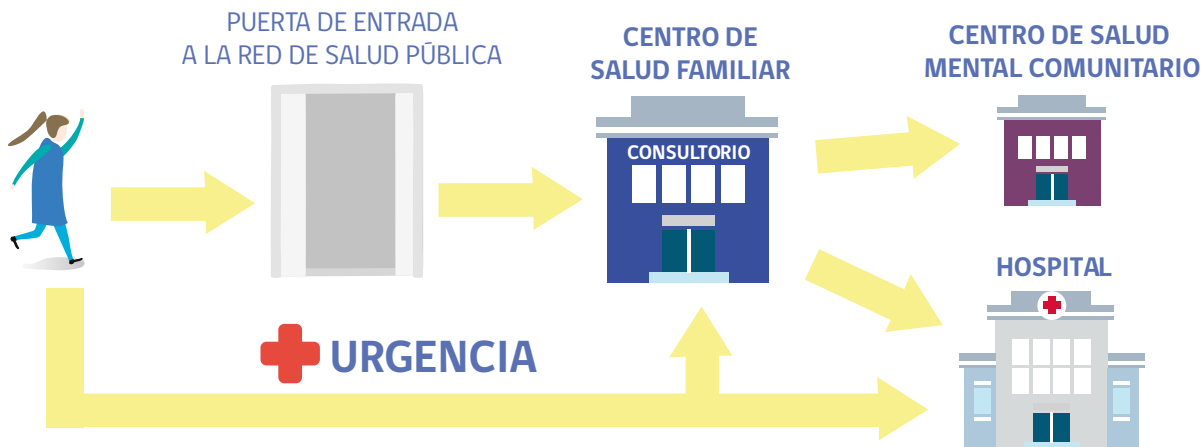 PUERTA DE ENTRADA
A LA RED DE SALUD PÚBLICA
CENTRO DE
SALUD FAMILIAR
CONSULTORIO
CENTRO DE SALUD
MENTAL COMUNITARIO
HOSPITAL
URGENCIA